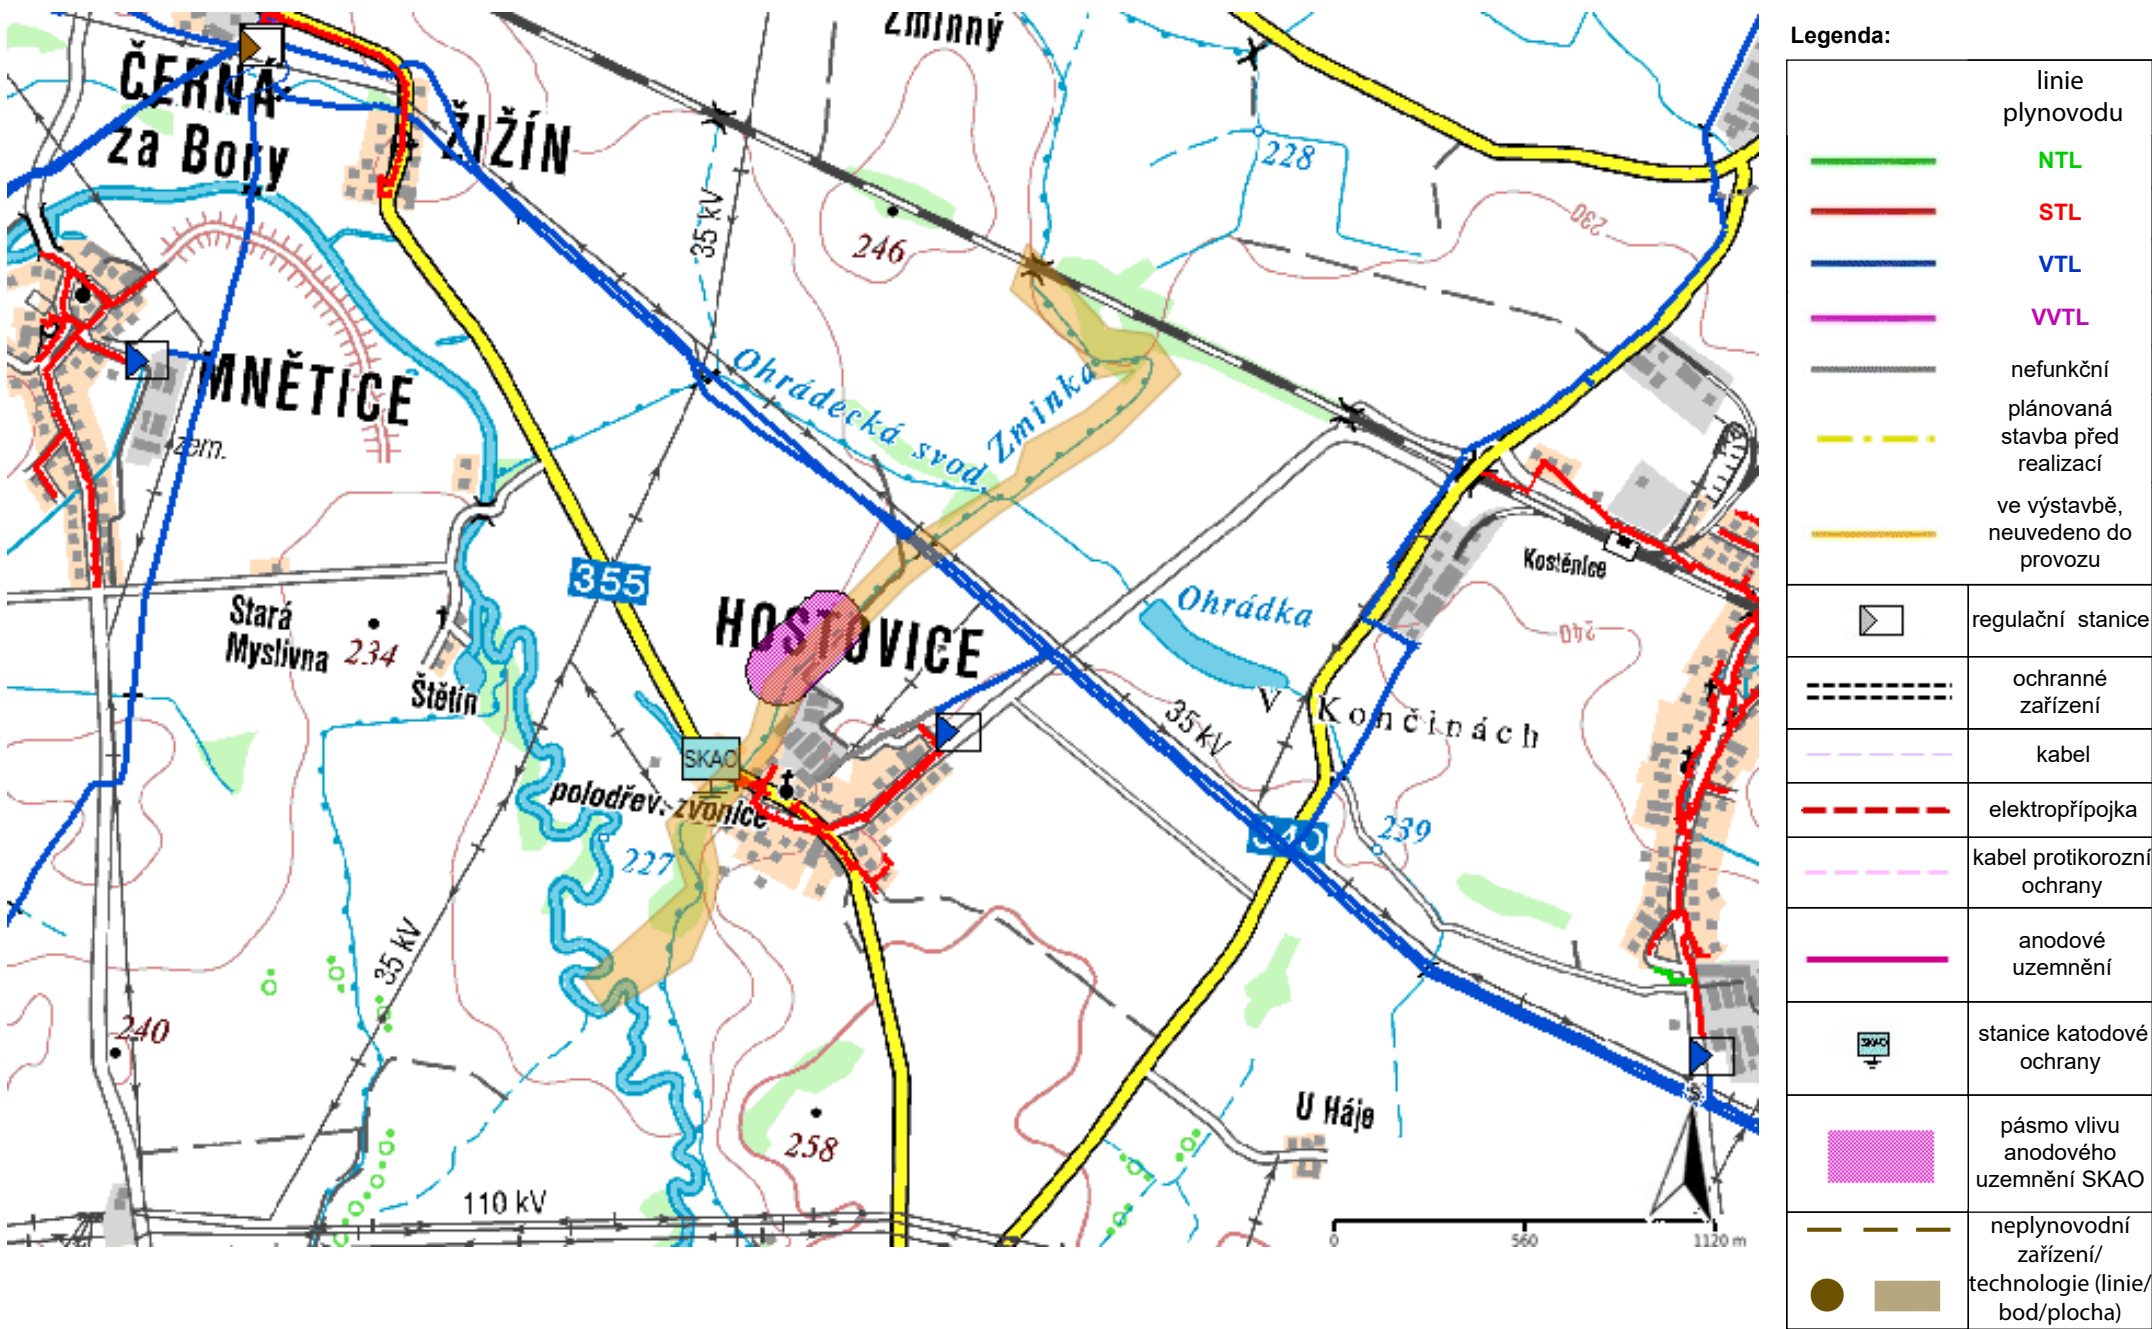 Zminný
ČERNÁ
za Bory
ŽIŽÍN
35 kV
228
246
230
MNĚTICE
zem.
Ohrádecká svod.
Zminka
355
Kostěnice
Stará
Myslivna
234
Štětín
HOSTOVICE
Ohrádka
240
V Končinách
35 kV
SKAO
polodřev. zvonice
227
239
340
35 kV
240
258
U Háje
110 kV
S
0
560
1120 m
Legenda:
linie
plynovodu
NTL
STL
VTL
VVTL
nefunkční
plánovaná
stavba před
realizací
ve výstavbě,
neuvedeno do
provozu
regulační stanice
ochranné
zařízení
kabel
elektropřípojka
kabel protikorozní
ochrany
anodové
uzemnění
SKAO
stanice katodové
ochrany
pásmo vlivu
anodového
uzemnění SKAO
neplynovodní
zařízení/
technologie (linie/
bod/plocha)